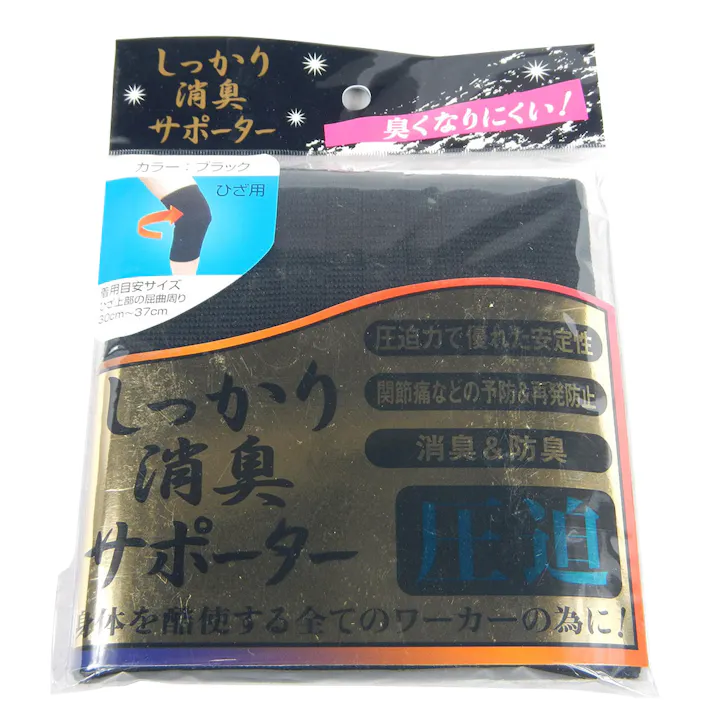 しっかり
消臭
サポーター
臭くなりにくい！
カラー：ブラック
ひざ用
着用目安サイズ
ひざ上部の屈曲周り
30cm～37cm
圧迫力で優れた安定性
関節痛などの予防&再発防止
消臭&防臭
しっかり
消臭
サポーター
圧迫
身体を酷使する全てのワーカーの為に！